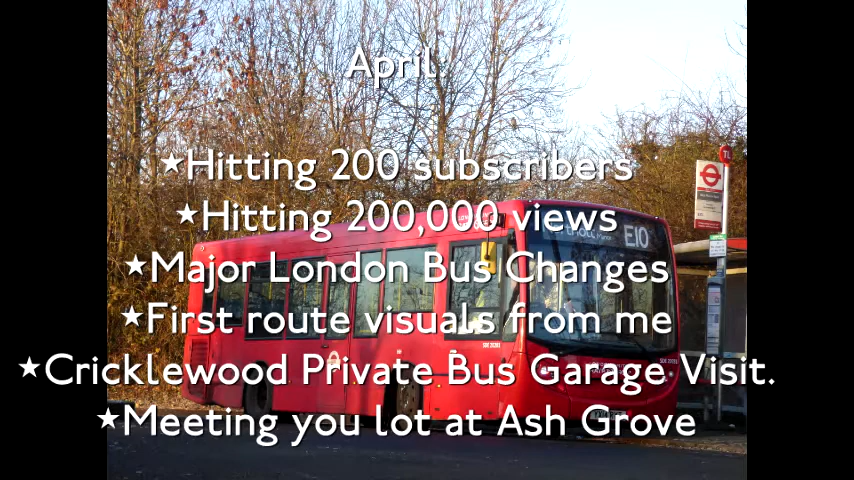 April
★Hitting 200 subscribers
★Hitting 200,000 views
★Major London Bus Changes
★First route visuals from me
★Cricklewood Private Bus Garage Visit.
★Meeting you lot at Ash Grove
E10